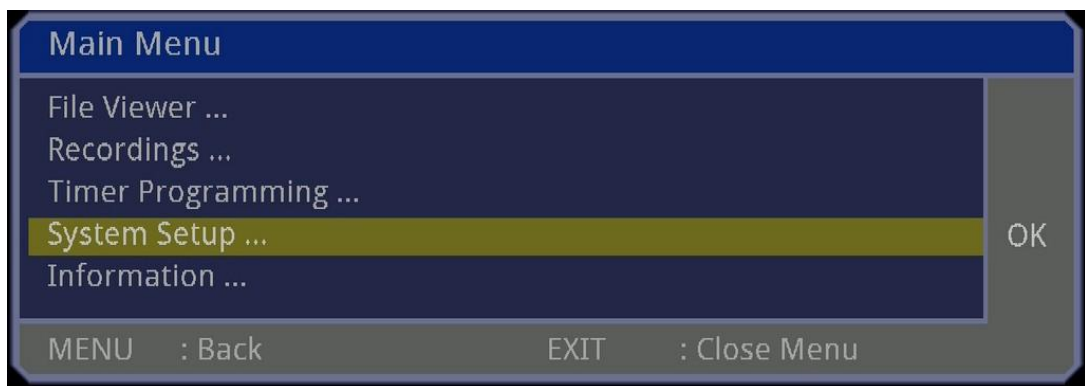 Main Menu
File Viewer ...
Recordings ...
Timer Programming ...
System Setup ...
OK
Information ...
MENU : Back EXIT : Close Menu